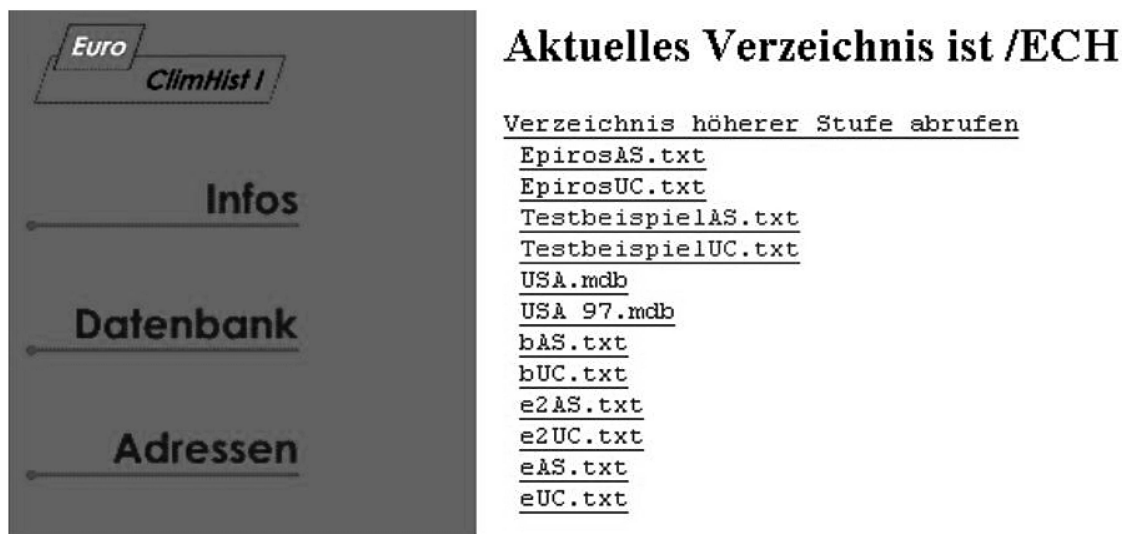 Euro
ClimHist I
Infos
Datenbank
Adressen
Aktuelles Verzeichnis ist /ECH
Verzeichnis höherer Stufe abrufen
EpirosAS.txt
EpirosUC.txt
TestbeispielAS.txt
TestbeispielUC.txt
USA.mdb
USA 97.mdb
bAS.txt
bUC.txt
e2AS.txt
e2UC.txt
eAS.txt
eUC.txt